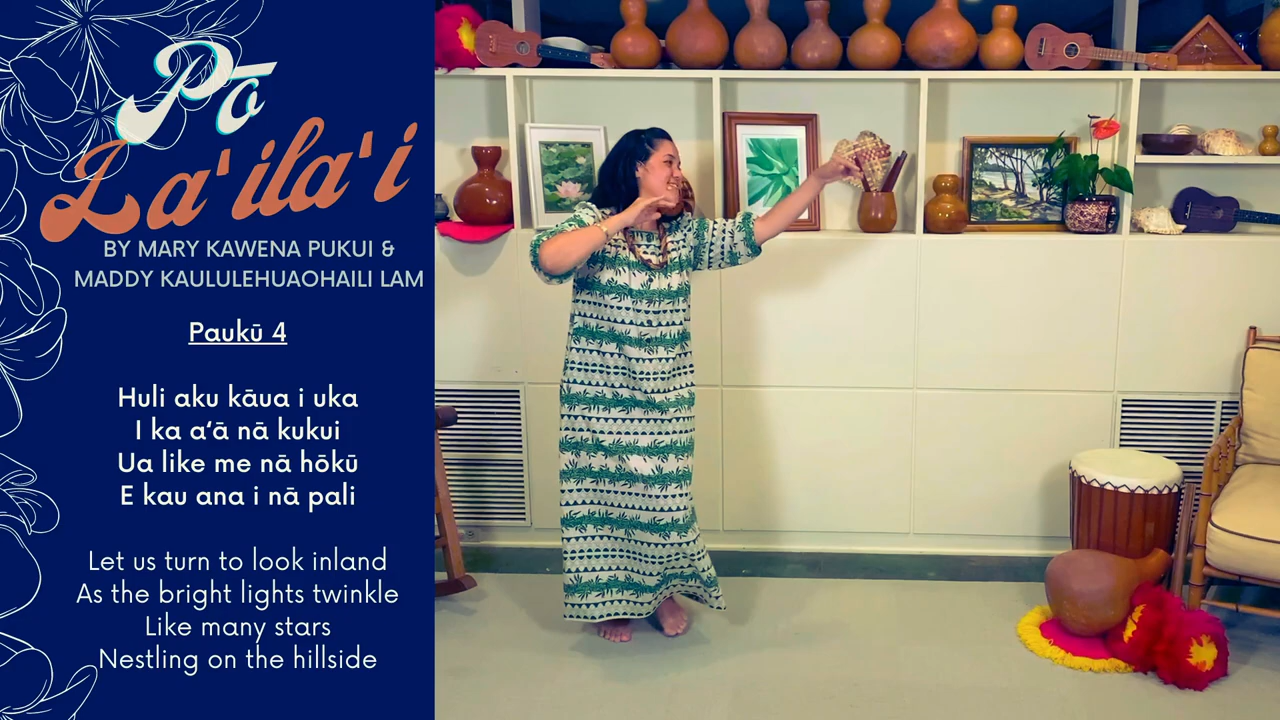 Pō
Laʻilaʻi
BY MARY KAWENA PUKUI &
MADDY KAULULEHUAOHAILI LAM
Paukū 4
Huli aku kāua i uka
I ka aʻā nā kukui
Ua like me nā hōkū
E kau ana i nā pali
Let us turn to look inland
As the bright lights twinkle
Like many stars
Nestling on the hillside